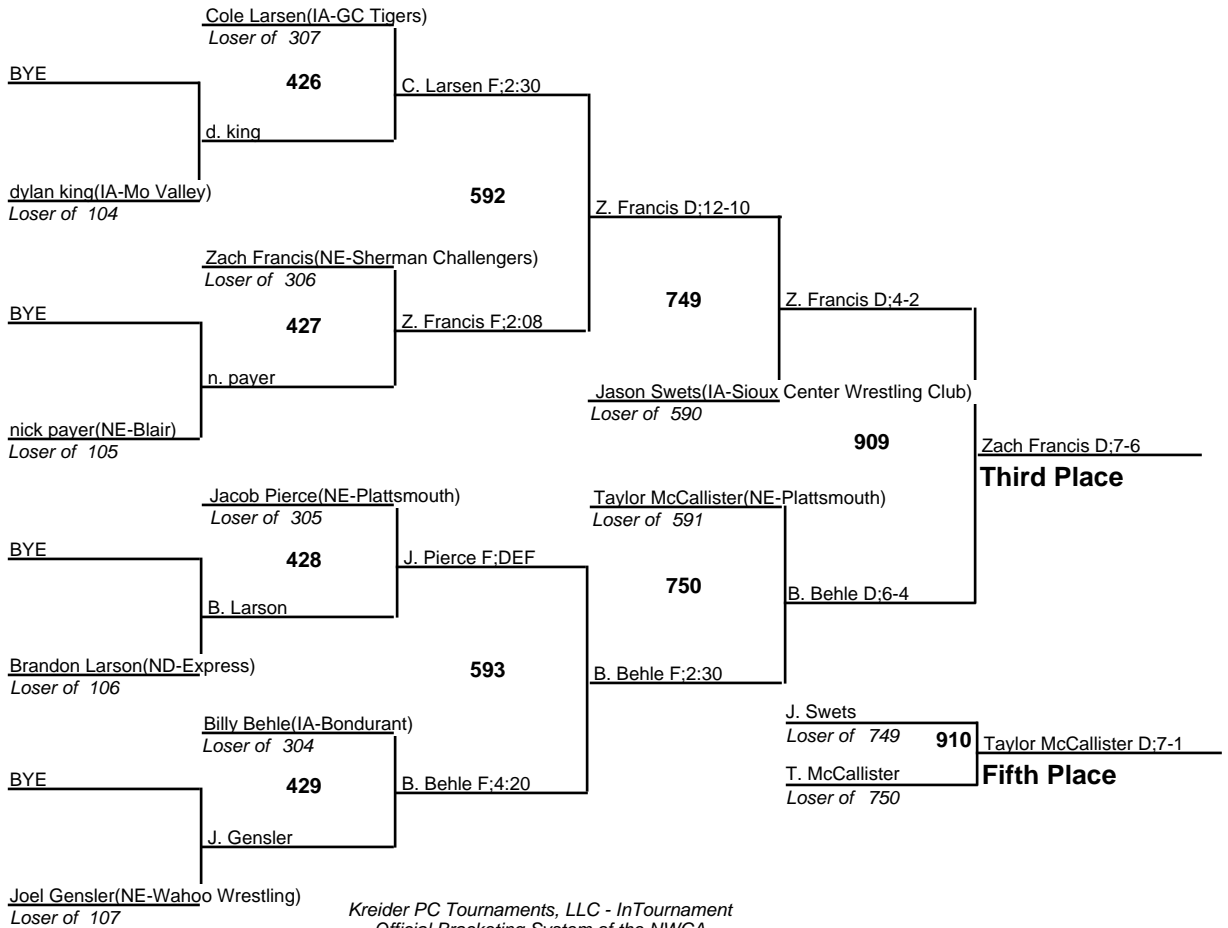 Cole Larsen(IA-GC Tigers)
Loser of 307
BYE
426
C. Larsen F;2:30
d. king
dylan king(IA-Mo Valley)
Loser of 104
592
Z. Francis D;12-10
Zach Francis(NE-Sherman Challengers)
Loser of 306
BYE
427
Z. Francis F;2:08
749
Z. Francis D;4-2
n. payer
Jason Swets(IA-Sioux Center Wrestling Club)
Loser of 590
nick payer(NE-Blair)
Loser of 105
909
Zach Francis D;7-6
Third Place
Jacob Pierce(NE-Plattsmouth)
Loser of 305
Taylor McCallister(NE-Plattsmouth)
Loser of 591
BYE
428
J. Pierce F;DEF
750
B. Behle D;6-4
B. Larson
Brandon Larson(ND-Express)
Loser of 106
593
B. Behle F;2:30
Billy Behle(IA-Bondurant)
Loser of 304
J. Swets
Loser of 749
910
Taylor McCallister D;7-1
Fifth Place
BYE
429
B. Behle F;4:20
T. McCallister
Loser of 750
J. Gensler
Joel Gensler(NE-Wahoo Wrestling)
Loser of 107
Kreider PC Tournaments, LLC - InTournament
Official Bracketing System of the NWCA